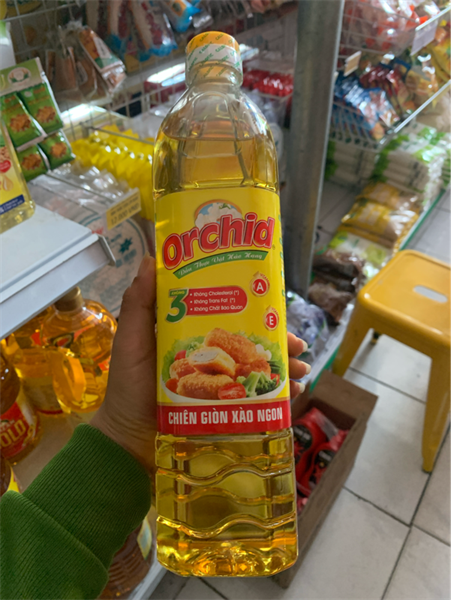 Orchid
Dầu Thực Vật Hảo Hạng
3
• Không Cholesterol (*)
• Không Trans Fat (*)
• Không Chất Bảo Quản
A
E
CHIÊN GIÒN XÀO NGON